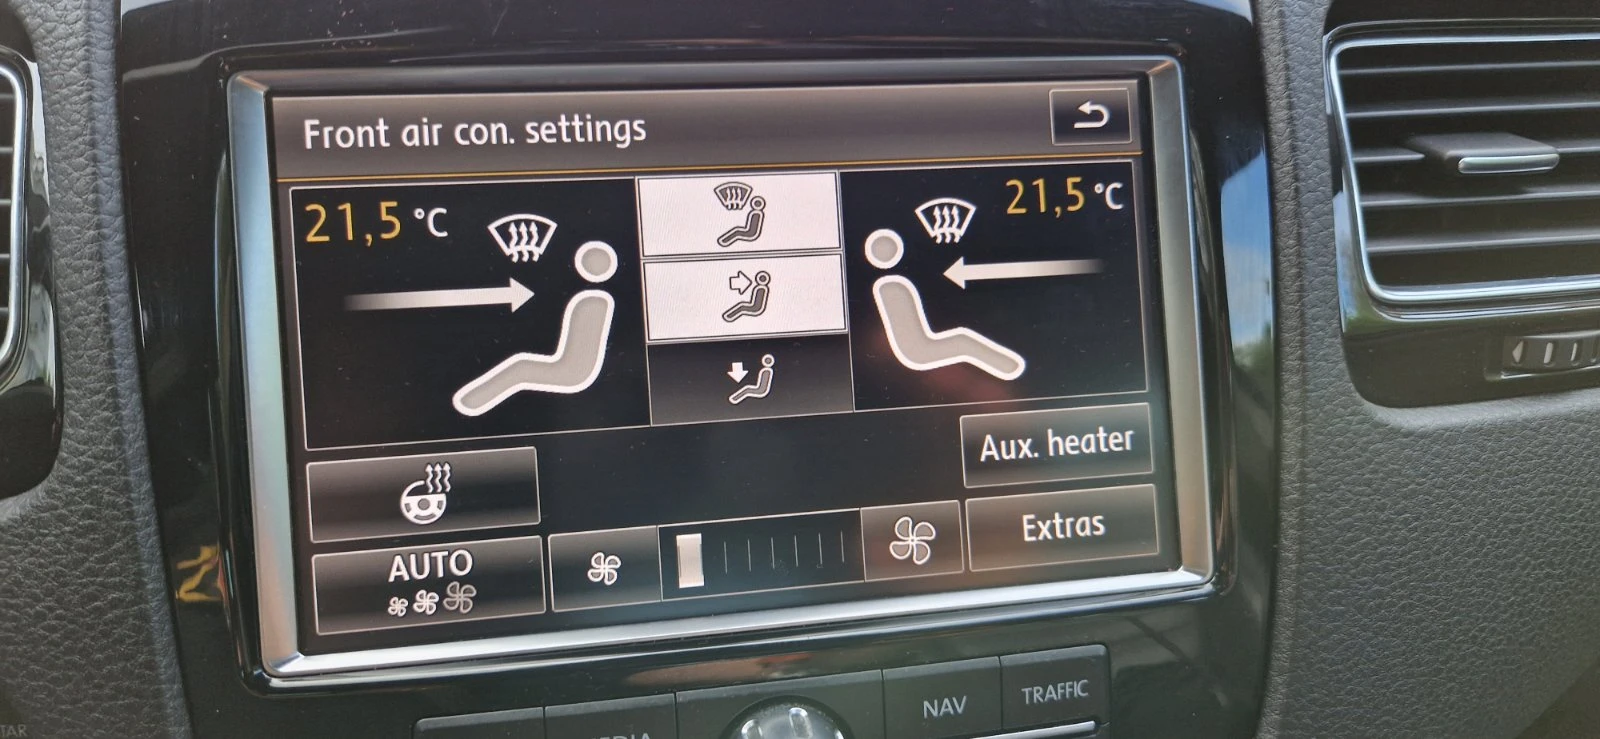 Front air con. settings
21,5 °C
21,5 °C
Aux. heater
Extras
AUTO
NAV
TRAFFIC